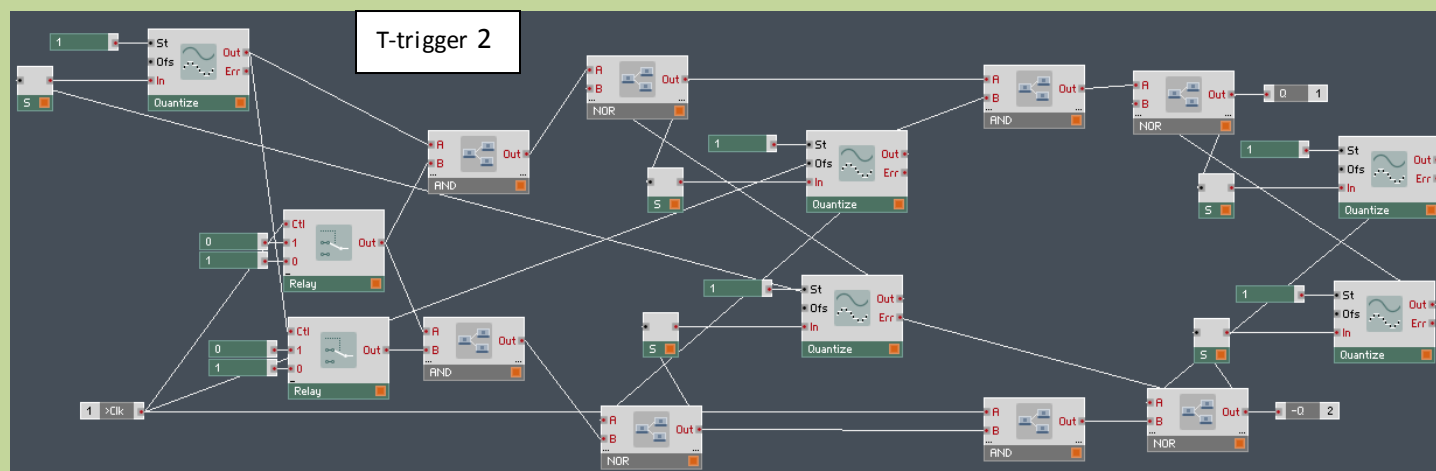 T-trigger 2
1
St
Ofs
In
Out
Err
Quantize
S
A
B
Out
...
AND
A
B
Out
...
NOR
1
St
Ofs
In
Out
Err
Quantize
S
A
B
Out
...
AND
A
B
Out
...
NOR
Q 1
1
St
Ofs
In
Out
Err
Quantize
S
0
1
Ctl
1
0
Out
Relay
0
1
Ctl
1
0
Out
Relay
A
B
Out
...
AND
1 >Clk
1
St
Ofs
In
Out
Err
Quantize
S
A
B
Out
...
NOR
A
B
Out
...
AND
1
St
Ofs
In
Out
Err
Quantize
S
A
B
Out
...
NOR
-Q 2